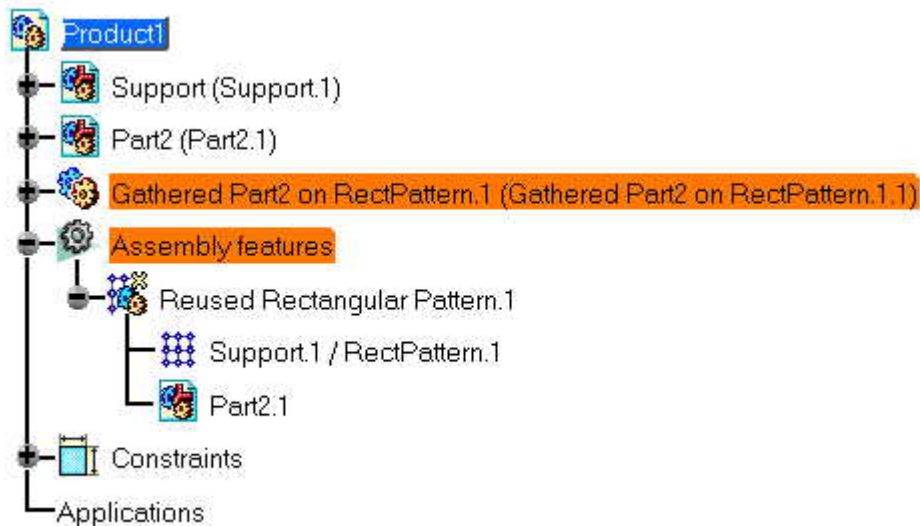 Product1
Support (Support.1)
Part2 (Part2.1)
Gathered Part2 on RectPattern.1 (Gathered Part2 on RectPattern.1.1)
Assembly features
Reused Rectangular Pattern.1
Support.1 / RectPattern.1
Part2.1
Constraints
Applications